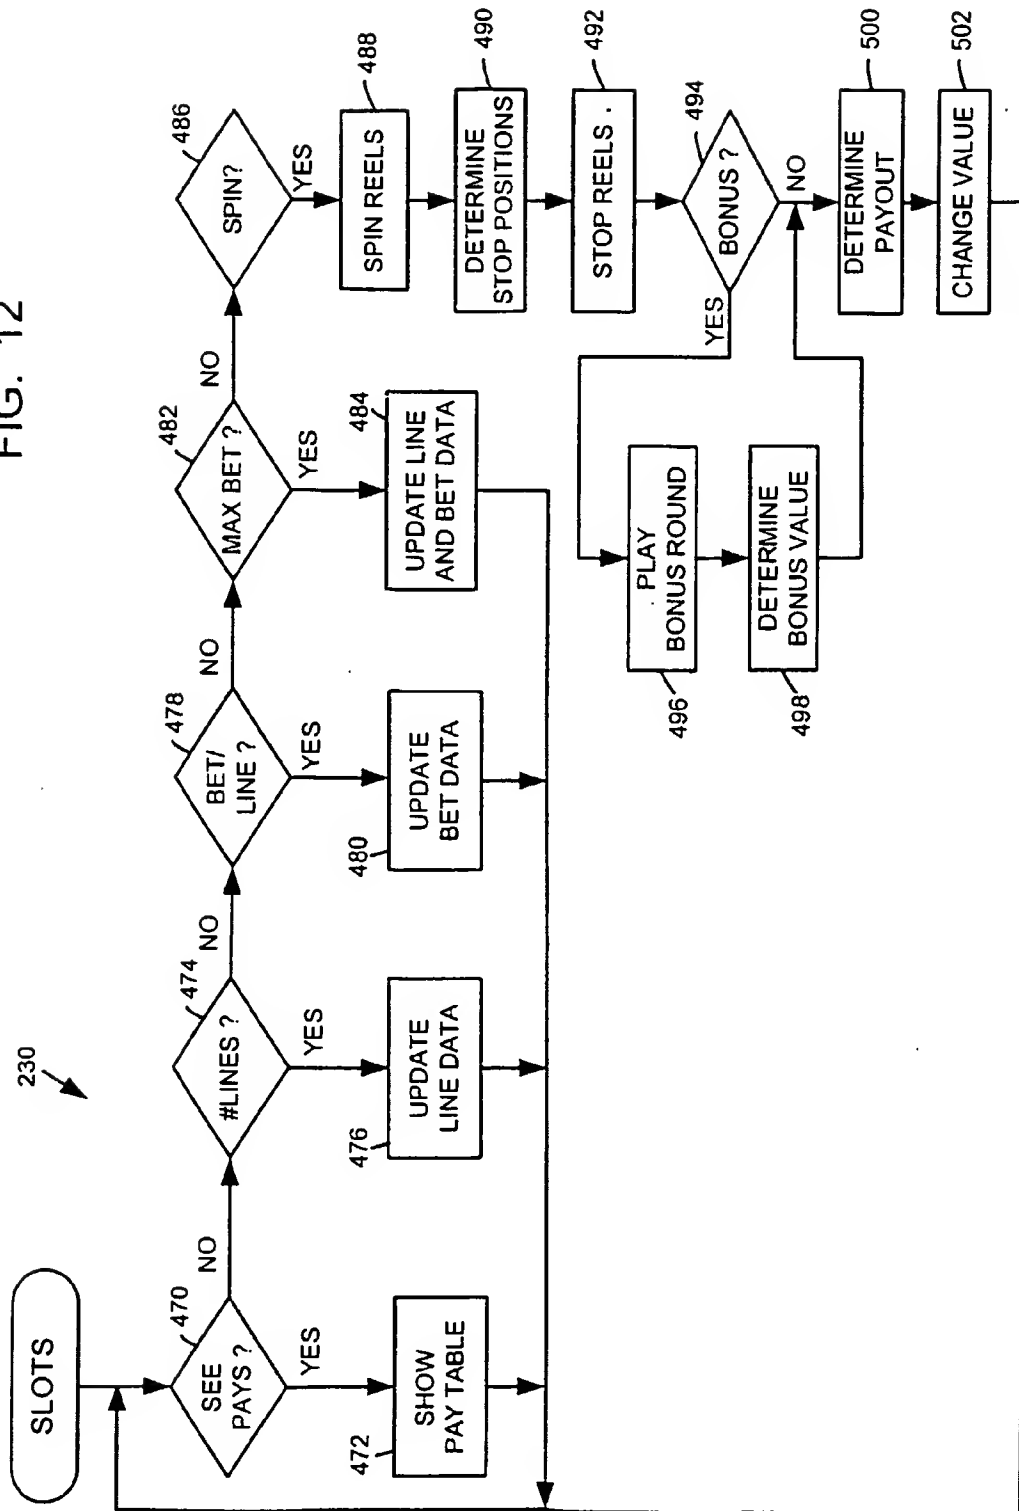 FIG. 12
230
SLOTS
470
SEE
PAYS ?
NO
YES
472
SHOW
PAY TABLE
474
#LINES ?
NO
YES
476
UPDATE
LINE DATA
478
BET/
LINE ?
NO
YES
480
UPDATE
BET DATA
482
MAX BET ?
NO
YES
484
UPDATE LINE
AND BET DATA
486
SPIN?
YES
488
SPIN REELS
490
DETERMINE
STOP POSITIONS
492
STOP REELS
494
BONUS ?
YES
NO
496
PLAY
BONUS ROUND
498
DETERMINE
BONUS VALUE
500
DETERMINE
PAYOUT
502
CHANGE VALUE